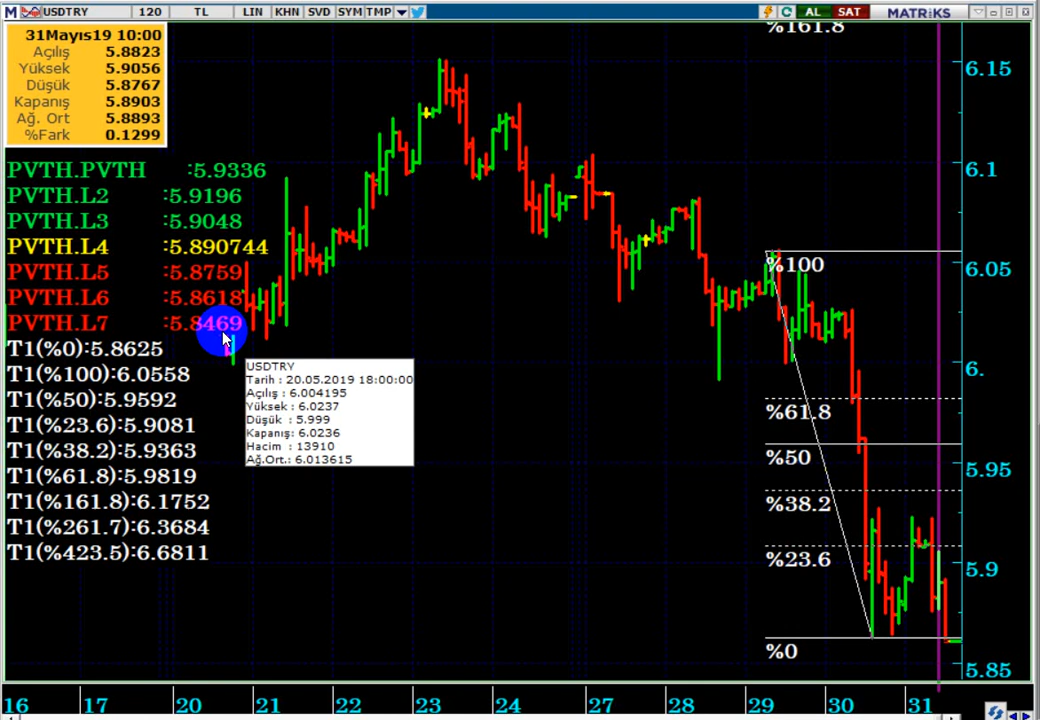 M USDTRY 120 TL LIN KHN SVD SYM TMP AL SAT MATRiKS
31Mayıs19 10:00
Açılış 5.8823
Yüksek 5.9056
Düşük 5.8767
Kapanış 5.8903
Ağ. Ort 5.8893
%Fark 0.1299
PVTH.PVTH :5.9336
PVTH.L2 :5.9196
PVTH.L3 :5.9048
PVTH.L4 :5.890744
PVTH.L5 :5.8759
PVTH.L6 :5.8618
PVTH.L7 :5.8469
T1(%0):5.8625
T1(%100):6.0558
T1(%50):5.9592
T1(%23.6):5.9081
T1(%38.2):5.9363
T1(%61.8):5.9819
T1(%161.8):6.1752
T1(%261.7):6.3684
T1(%423.5):6.6811
USDTRY
Tarih : 20.05.2019 18:00:00
Açılış : 6.004195
Yüksek : 6.0237
Düşük : 5.999
Kapanış: 6.0236
Hacim : 13910
Ağ.Ort.: 6.013615
%161.8
%100
%61.8
%50
%38.2
%23.6
%0
6.15
6.1
6.05
6.
5.95
5.9
5.85
16 17 20 21 22 23 24 27 28 29 30 31